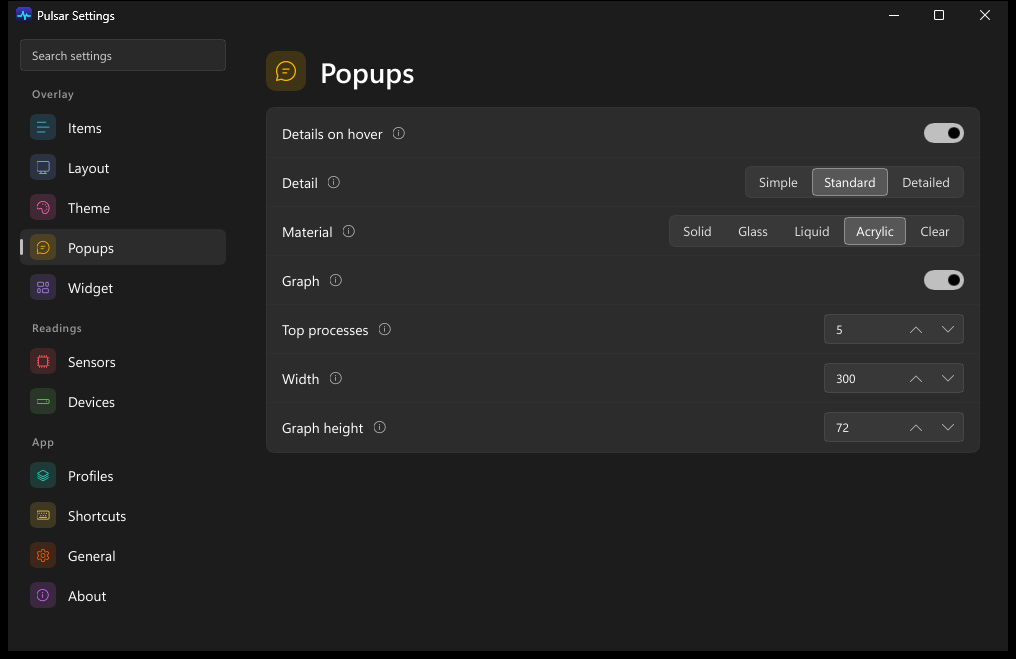 Pulsar Settings
Search settings
Overlay
Items
Layout
Theme
Popups
Widget
Readings
Sensors
Devices
App
Profiles
Shortcuts
General
About
Popups
Details on hover
Detail Simple Standard Detailed
Material Solid Glass Liquid Acrylic Clear
Graph
Top processes 5
Width 300
Graph height 72